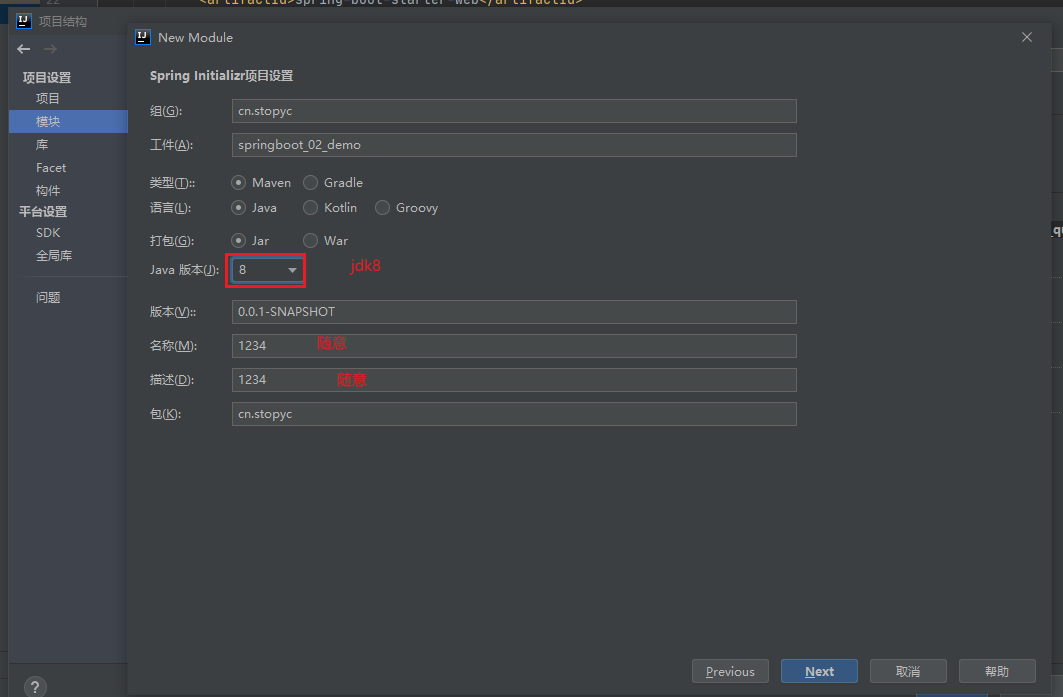 22 <artifactId>spring-boot-starter-web</artifactId>
项目结构
New Module
项目设置
项目
模块
库
Facet
构件
平台设置
SDK
全局库
问题
Spring Initializr项目设置
组(G): cn.stopyc
工件(A): springboot_02_demo
类型(T):: Maven Gradle
语言(L): Java Kotlin Groovy
打包(G): Jar War
Java 版本(J): 8 jdk8
版本(V):: 0.0.1-SNAPSHOT
名称(M): 1234 随意
描述(D): 1234 随意
包(K): cn.stopyc
Previous Next 取消 帮助
?